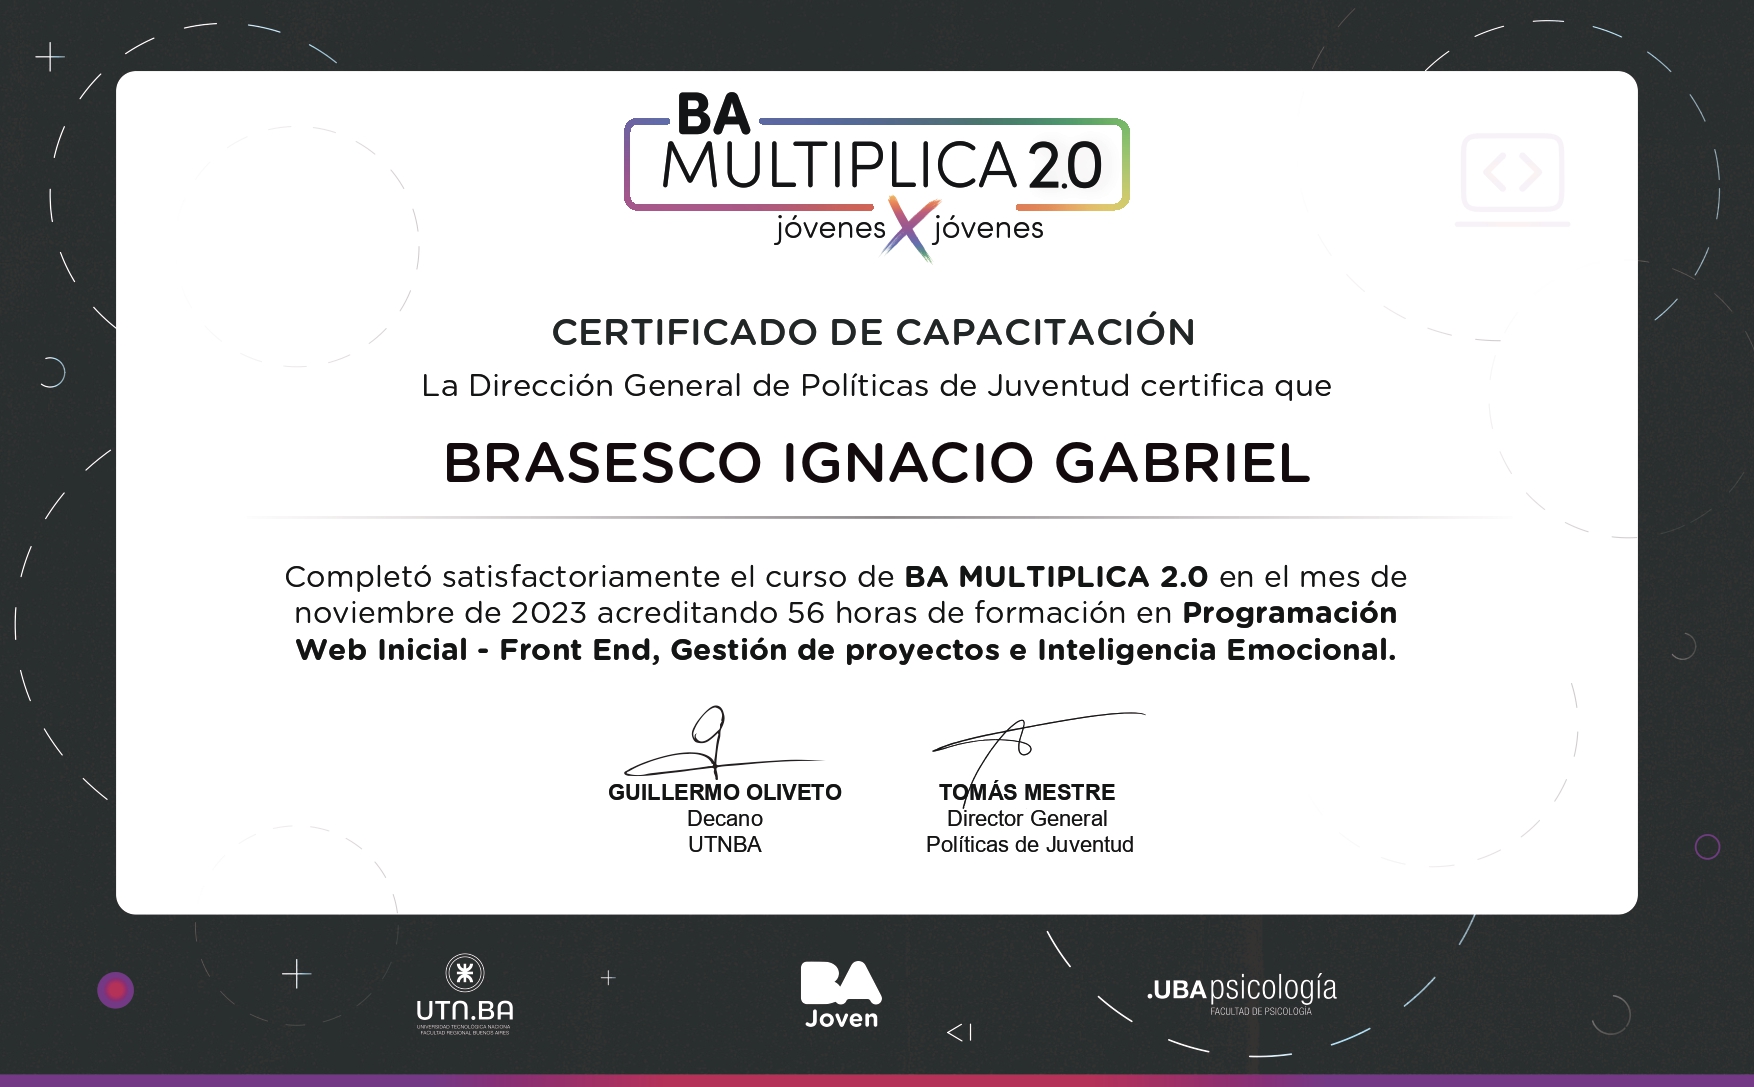 BA
MULTIPLICA 2.0
jóvenes X jóvenes
CERTIFICADO DE CAPACITACIÓN
La Dirección General de Políticas de Juventud certifica que
BRASESCO IGNACIO GABRIEL
Completó satisfactoriamente el curso de BA MULTIPLICA 2.0 en el mes de
noviembre de 2023 acreditando 56 horas de formación en Programación
Web Inicial - Front End, Gestión de proyectos e Inteligencia Emocional.
GUILLERMO OLIVETO
Decano
UTNBA
TOMÁS MESTRE
Director General
Políticas de Juventud
UTN.BA
UNIVERSIDAD TECNOLÓGICA NACIONAL
FACULTAD REGIONAL BUENOS AIRES
BA
Joven
.UBApsicología
FACULTAD DE PSICOLOGÍA